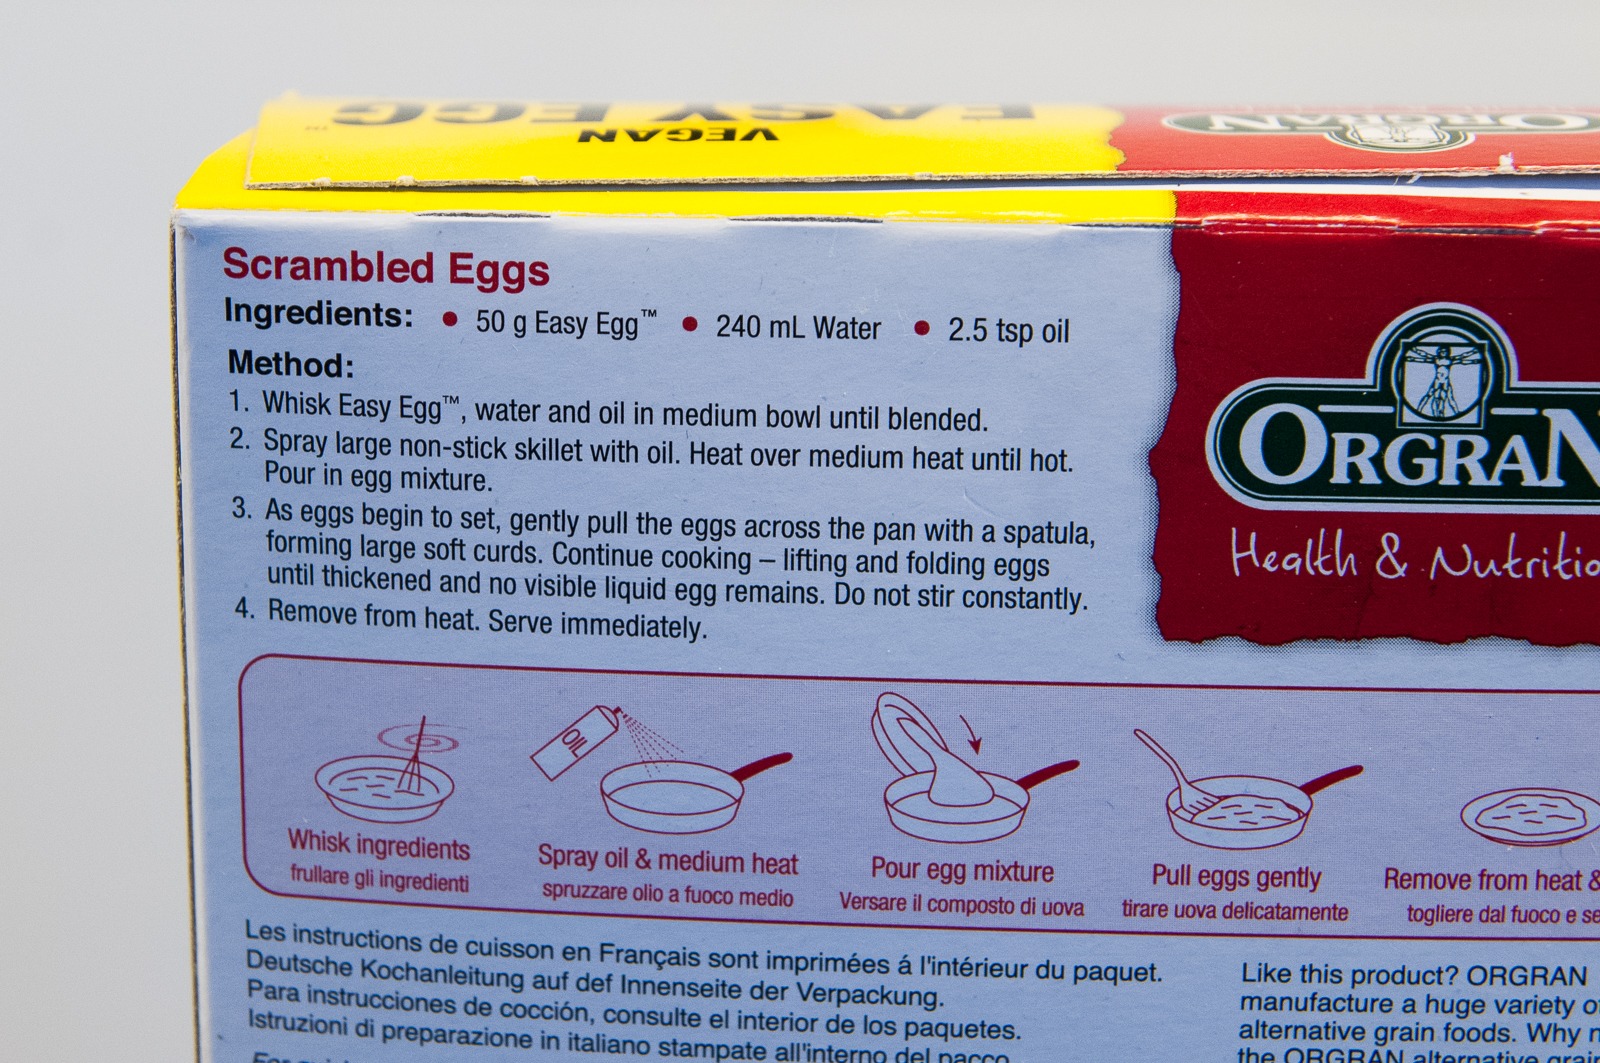 EASY EGG™
VEGAN
ORGRAN
Scrambled Eggs
Ingredients: • 50 g Easy Egg™ • 240 mL Water • 2.5 tsp oil
Method:
1. Whisk Easy Egg™, water and oil in medium bowl until blended.
2. Spray large non-stick skillet with oil. Heat over medium heat until hot.
Pour in egg mixture.
3. As eggs begin to set, gently pull the eggs across the pan with a spatula,
forming large soft curds. Continue cooking – lifting and folding eggs
until thickened and no visible liquid egg remains. Do not stir constantly.
4. Remove from heat. Serve immediately.
ORGRAN
Health & Nutritio
OIL
Whisk ingredients
frullare gli ingredienti
Spray oil & medium heat
spruzzare olio a fuoco medio
Pour egg mixture
Versare il composto di uova
Pull eggs gently
tirare uova delicatamente
Remove from heat &
togliere dal fuoco e se
Les instructions de cuisson en Français sont imprimées á l'intérieur du paquet.
Deutsche Kochanleitung auf def Innenseite der Verpackung.
Para instrucciones de cocción, consulte el interior de los paquetes.
Istruzioni di preparazione in italiano stampate all'interno del pacco
Like this product? ORGRAN
manufacture a huge variety of
alternative grain foods. Why n
the ORGRAN alternative grain